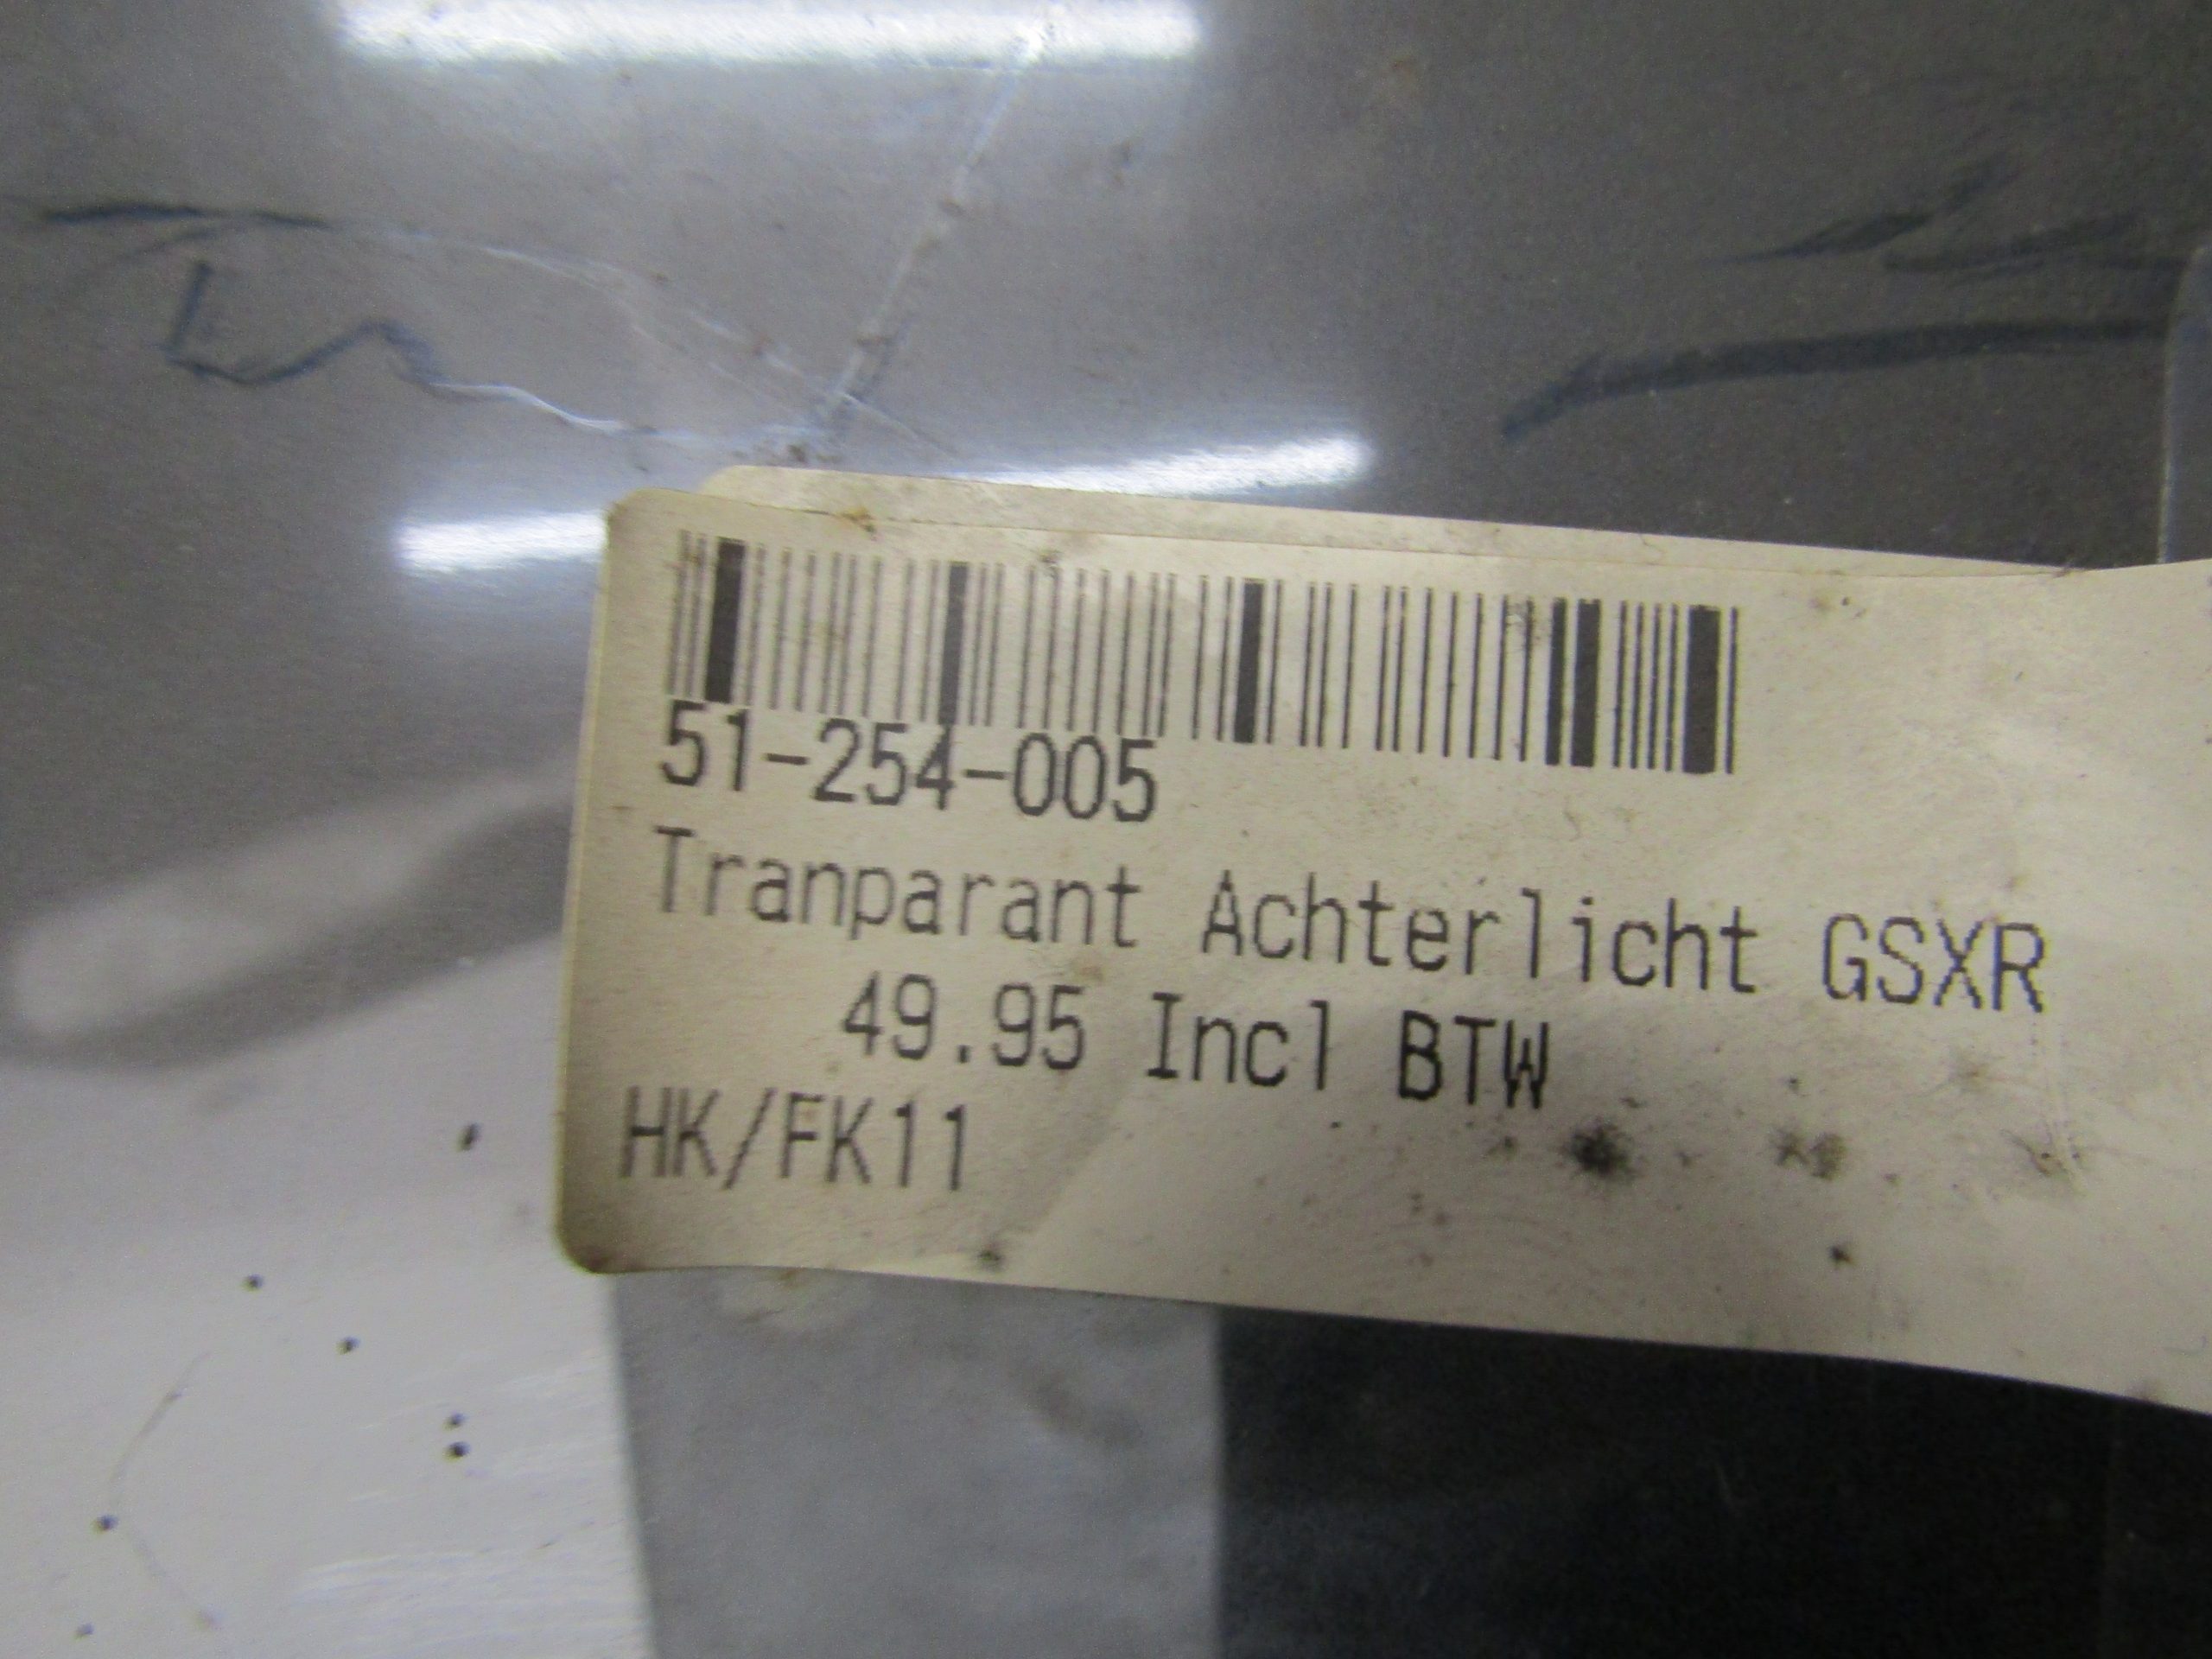 51-254-005
Tranparant Achterlicht GSXR
49.95 Incl BTW
HK/FK11